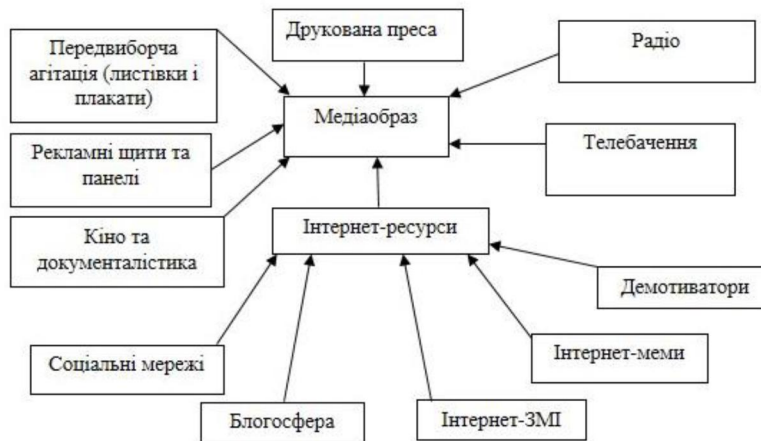 Передвиборча
агітація (листівки і
плакати)
Друкована преса
Радіо
Медіаобраз
Рекламні щити та
панелі
Телебачення
Кіно та
документалістика
Інтернет-ресурси
Демотиватори
Соціальні мережі
Інтернет-меми
Блогосфера
Інтернет-ЗМІ